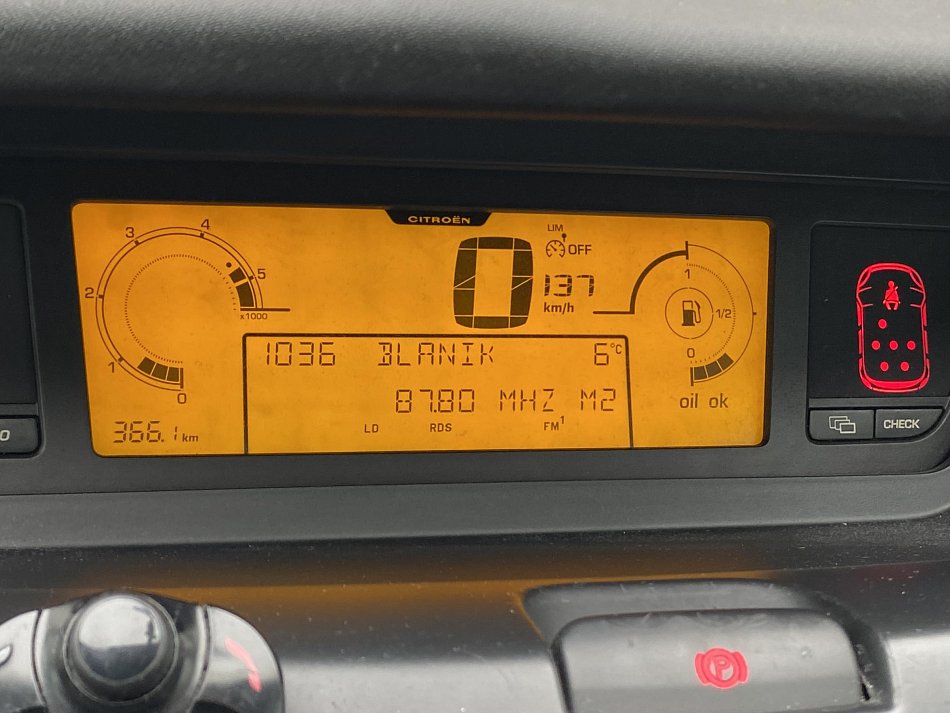 CITROËN
LIM
OFF
137
km/h
0
0
1
2
3
4
5
x1000
1
1/2
0
oil ok
1036 BLANIK 6°C
87.80 MHZ M2
LD RDS FM1
366.1 km
0
CHECK
P